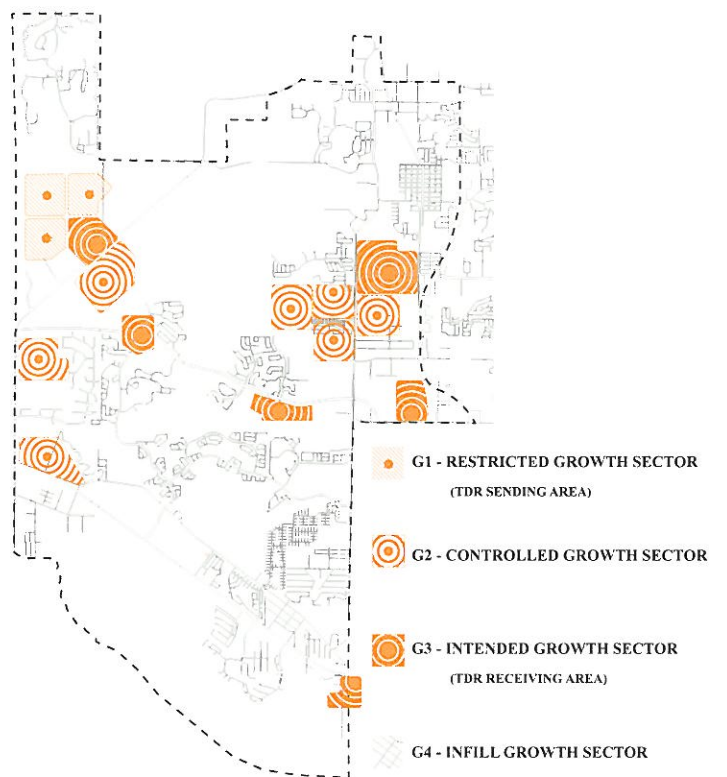 G1 - RESTRICTED GROWTH SECTOR
(TDR SENDING AREA)
G2 - CONTROLLED GROWTH SECTOR
G3 - INTENDED GROWTH SECTOR
(TDR RECEIVING AREA)
G4 - INFILL GROWTH SECTOR